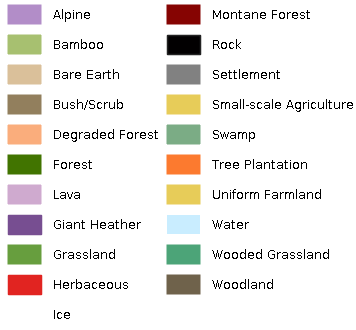 Alpine
Bamboo
Bare Earth
Bush/Scrub
Degraded Forest
Forest
Lava
Giant Heather
Grassland
Herbaceous
Ice
Montane Forest
Rock
Settlement
Small-scale Agriculture
Swamp
Tree Plantation
Uniform Farmland
Water
Wooded Grassland
Woodland